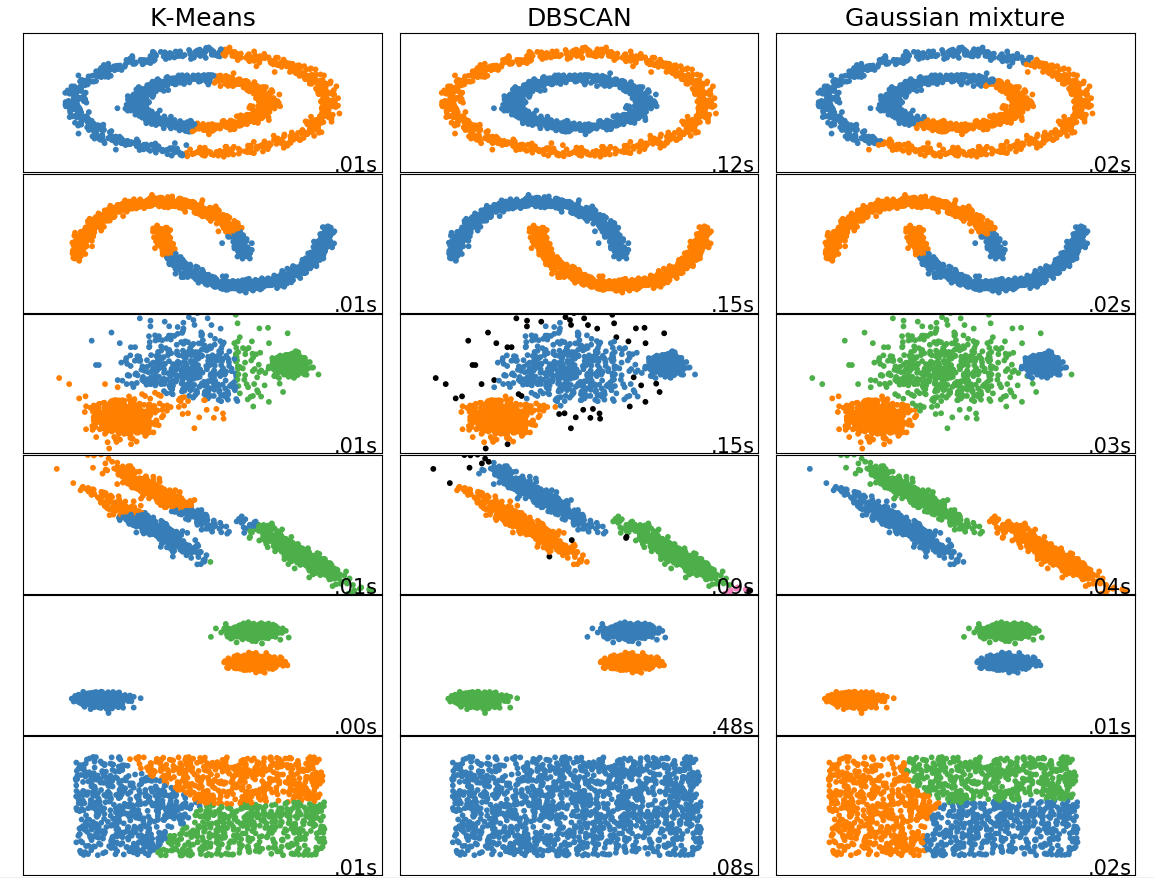 K-Means DBSCAN Gaussian mixture
.01s .12s .02s
.01s .15s .02s
.01s .15s .03s
.01s .09s .04s
.00s .48s .01s
.01s .08s .02s